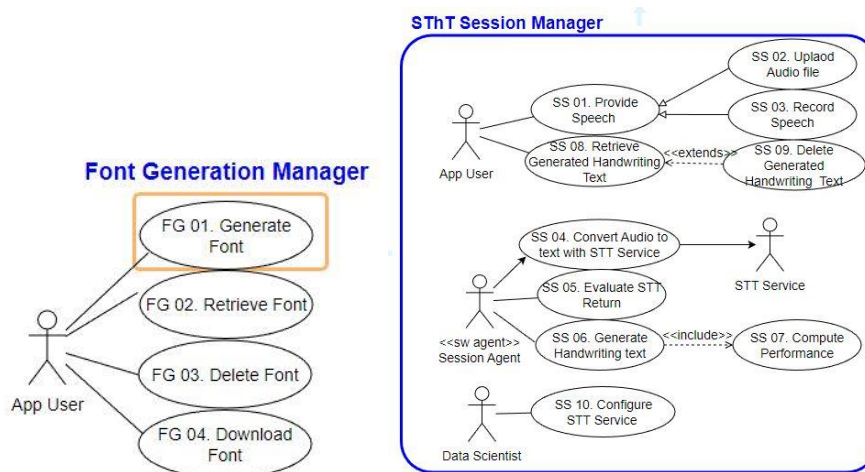 Font Generation Manager
FG 01. Generate
Font
FG 02. Retrieve Font
FG 03. Delete Font
FG 04. Download
Font
App User
SThT Session Manager
SS 02. Uplaod
Audio file
SS 01. Provide
Speech
SS 03. Record
Speech
App User
SS 08. Retrieve
Generated Handwriting
Text
<<extends>>
SS 09. Delete
Generated
Handwriting Text
SS 04. Convert Audio to
text with STT Service
STT Service
SS 05. Evaluate STT
Return
<<sw agent>>
Session Agent
SS 06. Generate
Handwriting text
<<include>>
SS 07. Compute
Performance
SS 10. Configure
STT Service
Data Scientist